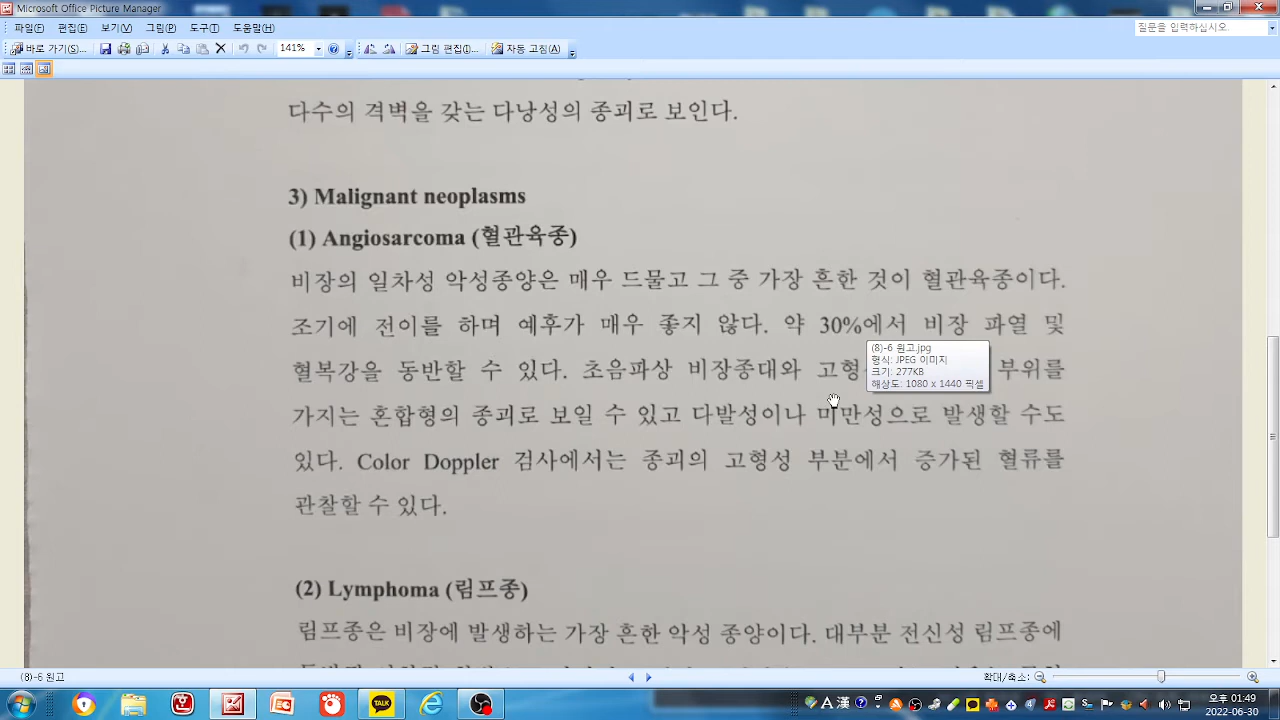 Microsoft Office Picture Manager
파일(F) 편집(E) 보기(V) 그림(P) 도구(T) 도움말(H)
질문을 입력하십시오.
바로 가기(S)... 141% 그림 편집(E)... 자동 고침(A)
다수의 격벽을 갖는 다낭성의 종괴로 보인다.
3) Malignant neoplasms
(1) Angiosarcoma (혈관육종)
비장의 일차성 악성종양은 매우 드물고 그 중 가장 흔한 것이 혈관육종이다.
조기에 전이를 하며 예후가 매우 좋지 않다. 약 30%에서 비장 파열 및
혈복강을 동반할 수 있다. 초음파상 비장종대와 고형 부위를
(8)-6 원고.jpg
형식: JPEG 이미지
크기: 277KB
해상도: 1080 x 1440 픽셀
가지는 혼합형의 종괴로 보일 수 있고 다발성이나 미만성으로 발생할 수도
있다. Color Doppler 검사에서는 종괴의 고형성 부분에서 증가된 혈류를
관찰할 수 있다.
(2) Lymphoma (림프종)
림프종은 비장에 발생하는 가장 흔한 악성 종양이다. 대부분 전신성 림프종에
(8)-6 원고
확대/축소:
TALK
A 漢
오후 01:49
2022-06-30